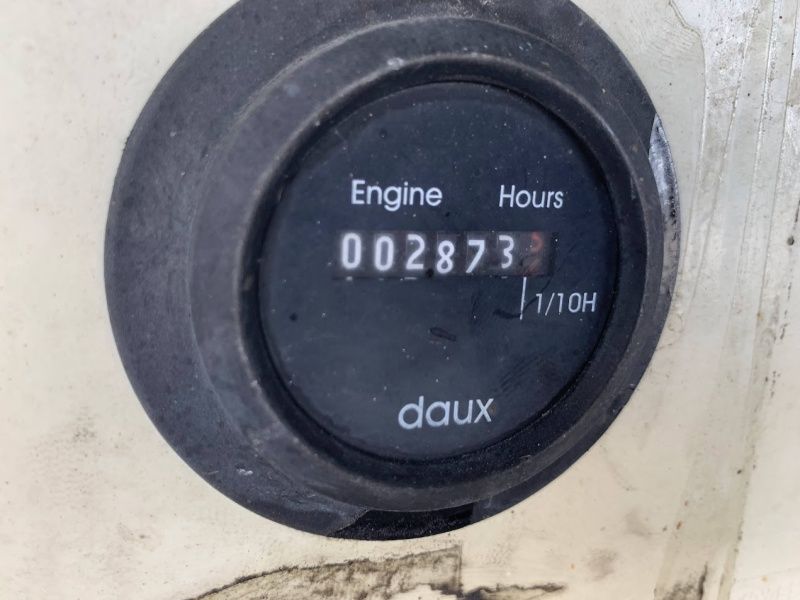 Engine Hours
002873
1/10H
daux